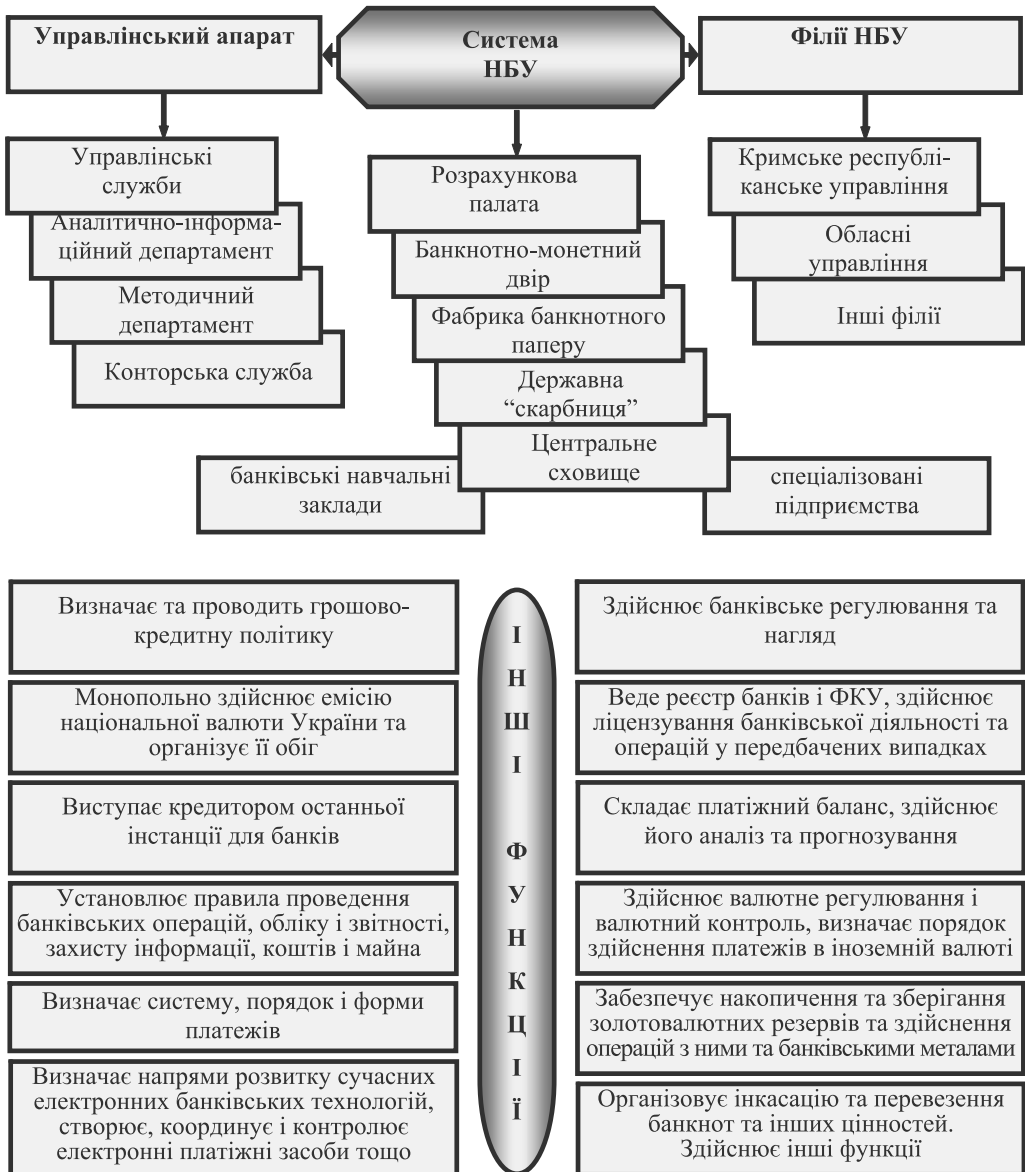 Управлінський апарат
Система
НБУ
Філії НБУ
Управлінські
служби
Аналітично-інформа-
ційний департамент
Методичний
департамент
Конторська служба
Розрахункова
палата
Банкнотно-монетний
двір
Фабрика банкнотного
паперу
Державна
“скарбниця”
Центральне
сховище
банківські навчальні
заклади
спеціалізовані
підприємства
Кримське республі-
канське управління
Обласні
управління
Інші філії
Визначає та проводить грошово-
кредитну політику
Монопольно здійснює емісію
національної валюти України та
організує її обіг
Виступає кредитором останньої
інстанції для банків
Установлює правила проведення
банківських операцій, обліку і звітності,
захисту інформації, коштів і майна
Визначає систему, порядок і форми
платежів
Визначає напрями розвитку сучасних
електронних банківських технологій,
створює, координує і контролює
електронні платіжні засоби тощо
ІНШІ ФУНКЦІЇ
Здійснює банківське регулювання та
нагляд
Веде реєстр банків і ФКУ, здійснює
ліцензування банківської діяльності та
операцій у передбачених випадках
Складає платіжний баланс, здійснює
його аналіз та прогнозування
Здійснює валютне регулювання і
валютний контроль, визначає порядок
здійснення платежів в іноземній валюті
Забезпечує накопичення та зберігання
золотовалютних резервів та здійснення
операцій з ними та банківськими металами
Організовує інкасацію та перевезення
банкнот та інших цінностей.
Здійснює інші функції